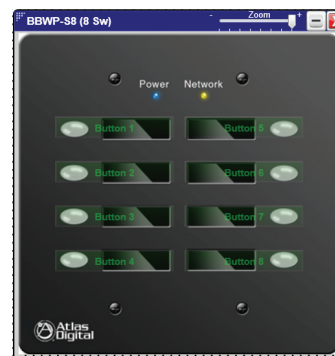 BBWP-S8 (8 Sw)
- Zoom +
Power Network
Button 1 Button 5
Button 2 Button 6
Button 3 Button 7
Button 4 Button 8
Atlas
Digital